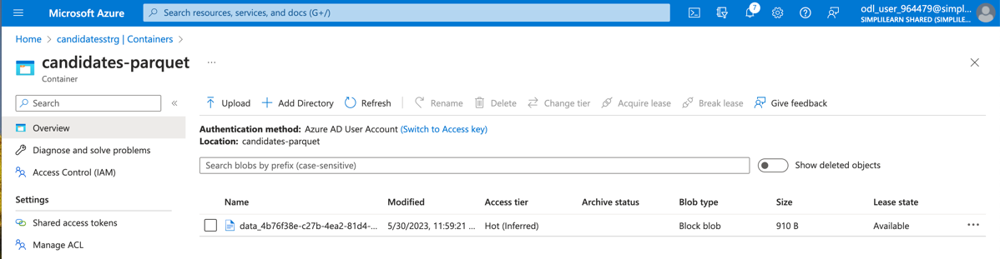 Microsoft Azure
Search resources, services, and docs (G+/)
7
odl_user_964479@simpl...
SIMPLILEARN SHARED (SIMPLILE...
Home > candidatesstrg | Containers >
candidates-parquet ...
Container
Search
«
Upload
Add Directory
Refresh
Rename
Delete
Change tier
Acquire lease
Break lease
Give feedback
Overview
Diagnose and solve problems
Access Control (IAM)
Settings
Shared access tokens
Manage ACL
Authentication method: Azure AD User Account (Switch to Access key)
Location: candidates-parquet
Search blobs by prefix (case-sensitive)
Show deleted objects
Name Modified Access tier Archive status Blob type Size Lease state
data_4b76f38e-c27b-4ea2-81d4-... 5/30/2023, 11:59:21 ... Hot (Inferred) Block blob 910 B Available ...